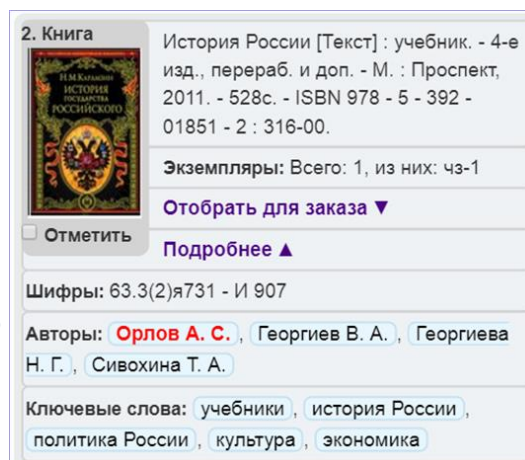 2. Книга
Н.М.Карамзин
ИСТОРИЯ
ГОСУДАРСТВА
РОССИЙСКОГО
Отметить
История России [Текст] : учебник. - 4-е
изд., перераб. и доп. - М. : Проспект,
2011. - 528с. - ISBN 978 - 5 - 392 -
01851 - 2 : 316-00.
Экземпляры: Всего: 1, из них: чз-1
Отобрать для заказа ▼
Подробнее ▲
Шифры: 63.3(2)я731 - И 907
Авторы: Орлов А. С. , Георгиев В. А. , Георгиева
Н. Г. , Сивохина Т. А.
Ключевые слова: учебники , история России ,
политика России , культура , экономика